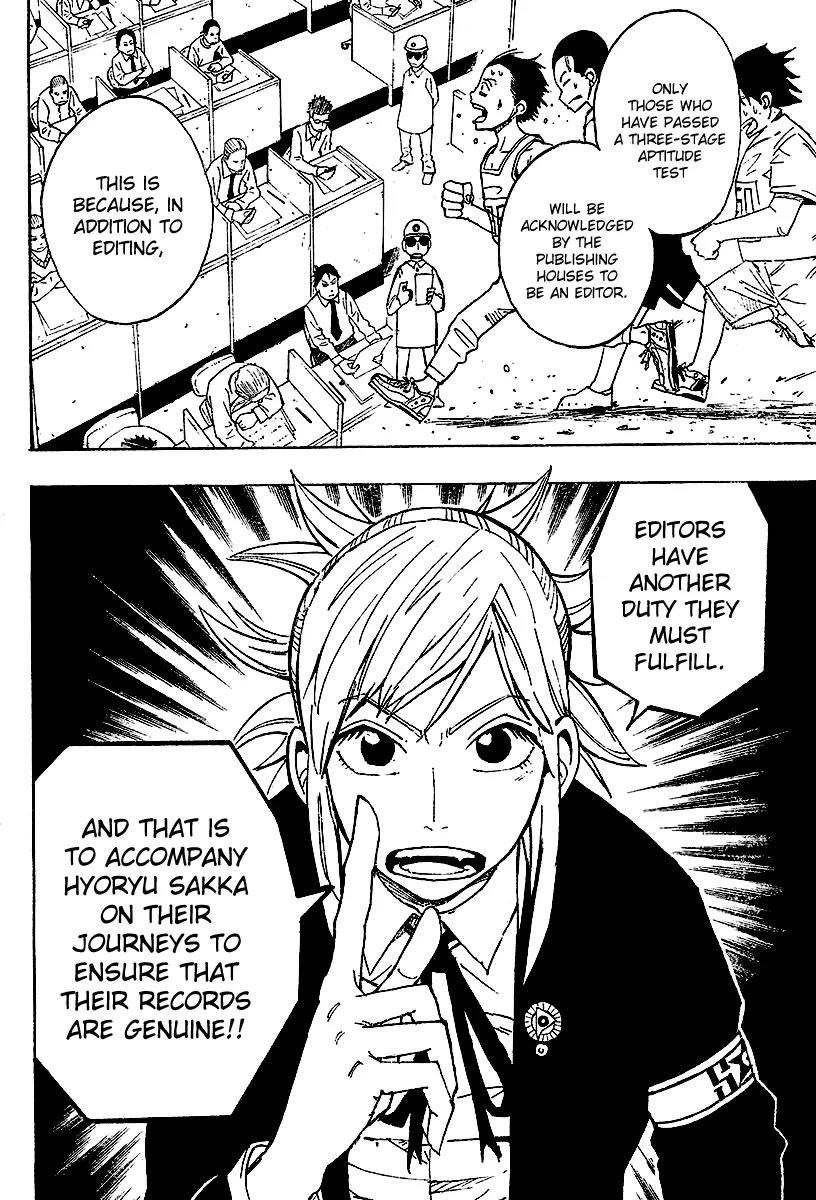 ONLY
THOSE WHO
HAVE PASSED
A THREE-STAGE
APTITUDE
TEST
WILL BE
ACKNOWLEDGED
BY THE
PUBLISHING
HOUSES TO
BE AN EDITOR.
THIS IS
BECAUSE, IN
ADDITION TO
EDITING,
EDITORS
HAVE
ANOTHER
DUTY THEY
MUST
FULFILL.
AND THAT IS
TO ACCOMPANY
HYORYU SAKKA
ON THEIR
JOURNEYS TO
ENSURE THAT
THEIR RECORDS
ARE GENUINE!!